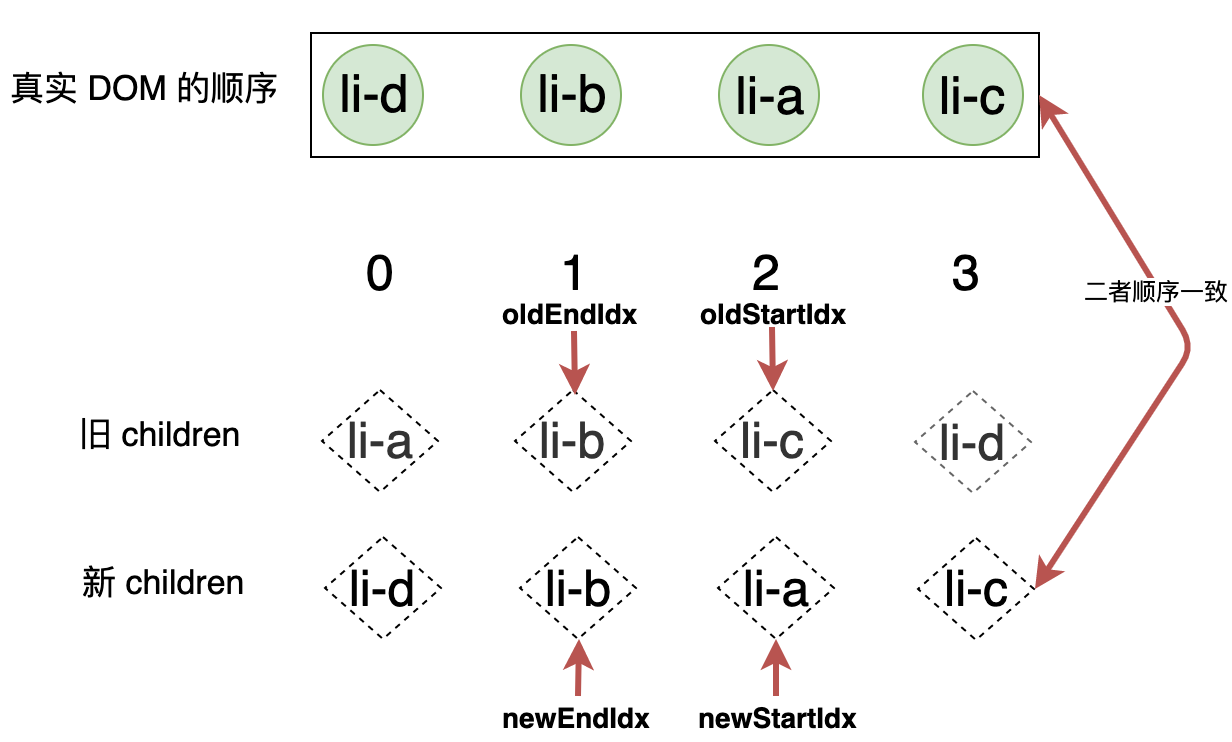 真实 DOM 的顺序
li-d li-b li-a li-c
0 1 2 3
oldEndIdx oldStartIdx
二者顺序一致
旧 children
li-a li-b li-c li-d
新 children
li-d li-b li-a li-c
newEndIdx newStartIdx